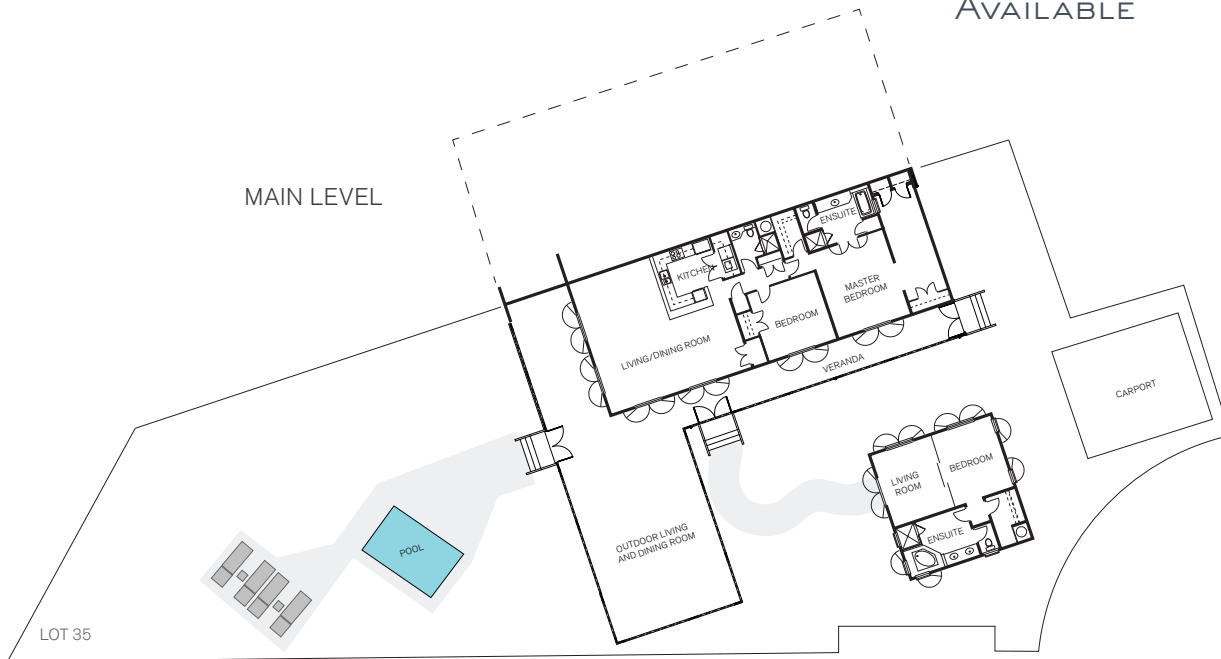 AVAILABLE
MAIN LEVEL
ENSUITE
KITCHEN
MASTER
BEDROOM
BEDROOM
LIVING/DINING ROOM
VERANDA
CARPORT
LIVING
ROOM
BEDROOM
ENSUITE
OUTDOOR LIVING
AND DINING ROOM
POOL
LOT 35